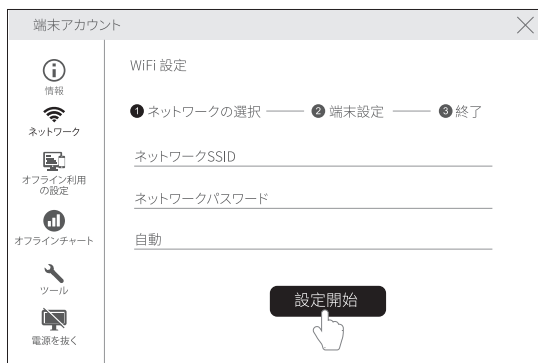 端末アカウント
情報
ネットワーク
オフライン利用
の設定
オフラインチャート
ツール
電源を抜く
WiFi 設定
1 ネットワークの選択 2 端末設定 3 終了
ネットワークSSID
ネットワークパスワード
自動
設定開始